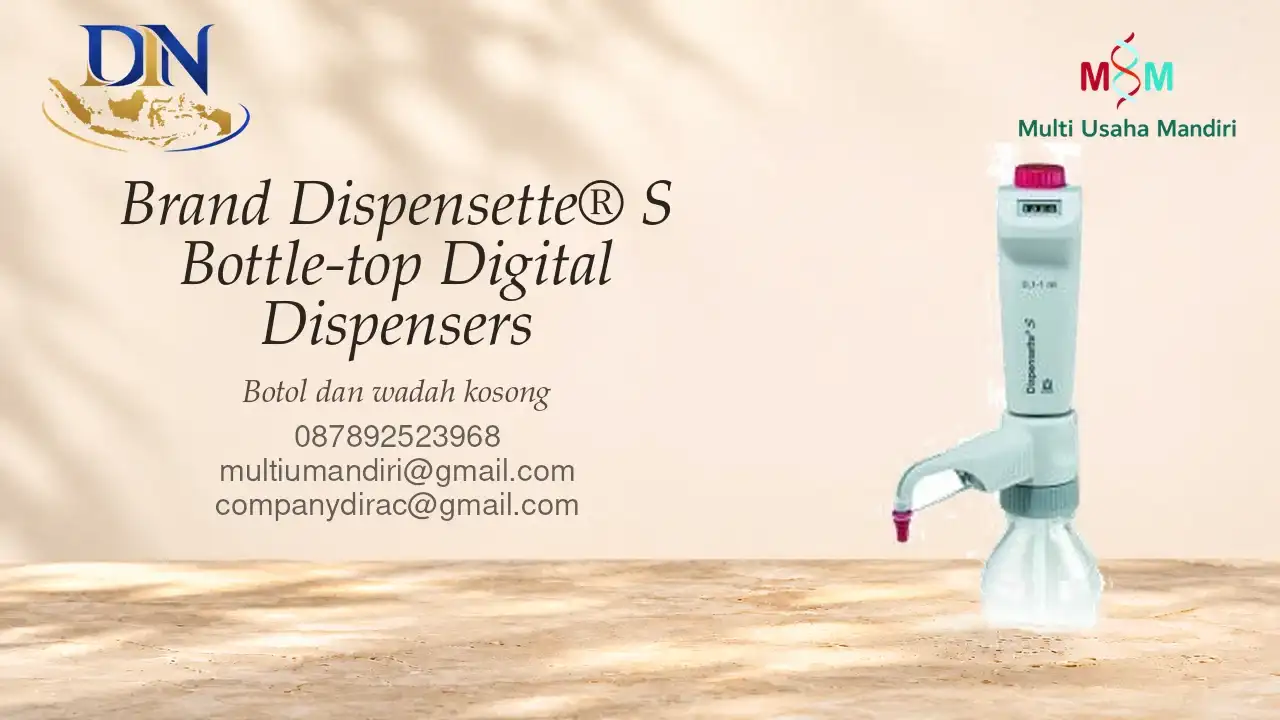 DN
M M
Multi Usaha Mandiri
Brand Dispensette® S
Bottle-top Digital
Dispensers
Botol dan wadah kosong
087892523968
multiumandiri@gmail.com
companydirac@gmail.com
Dispensette® S